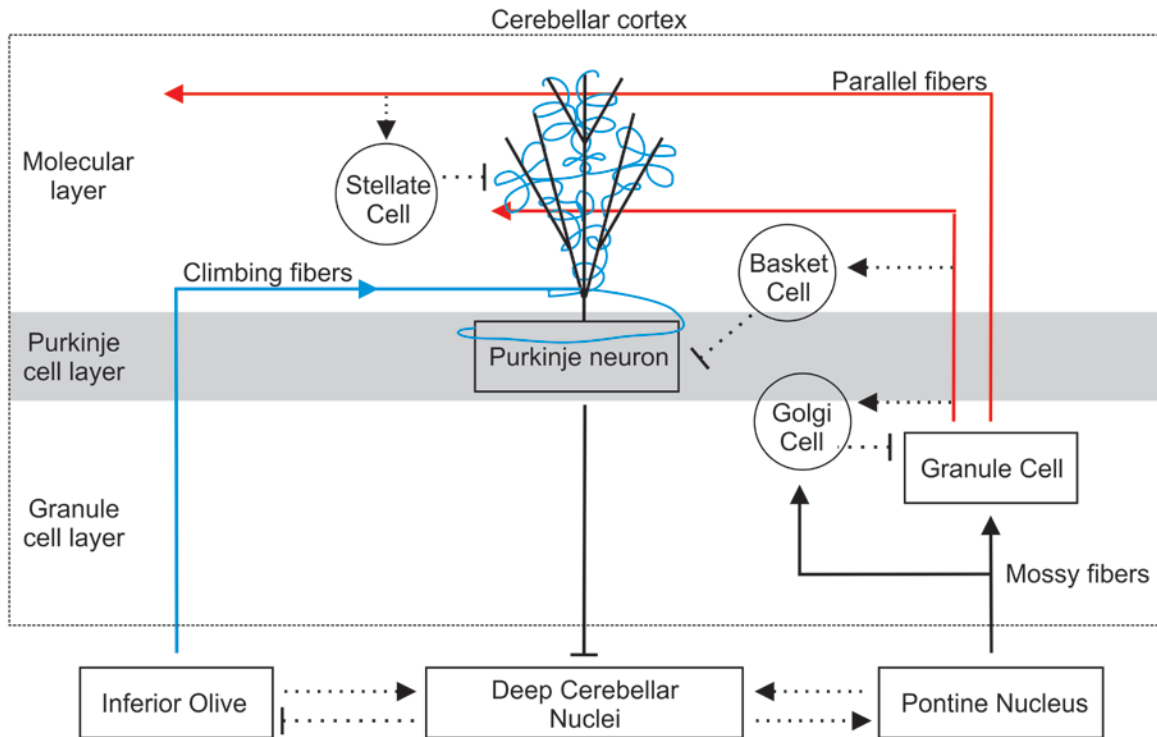 Cerebellar cortex
Parallel fibers
Molecular
layer
Stellate
Cell
Climbing fibers
Basket
Cell
Purkinje
cell layer
Purkinje neuron
Golgi
Cell
Granule Cell
Granule
cell layer
Mossy fibers
Inferior Olive
Deep Cerebellar
Nuclei
Pontine Nucleus